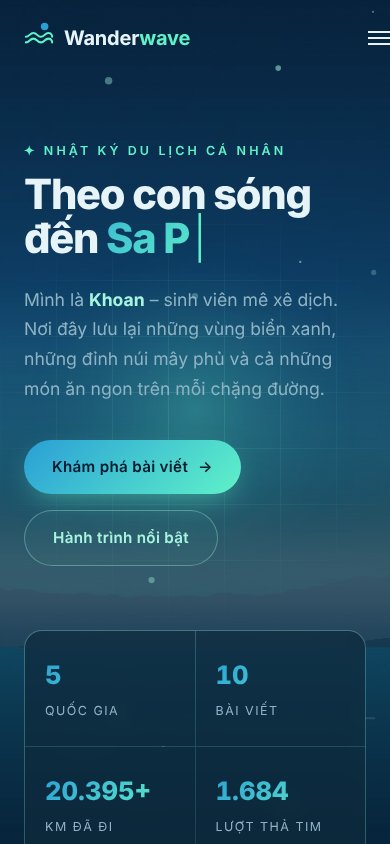 Wanderwave
✦ NHẬT KÝ DU LỊCH CÁ NHÂN
Theo con sóng
đến Sa P
Mình là Khoan – sinh viên mê xê dịch.
Nơi đây lưu lại những vùng biển xanh,
những đỉnh núi mây phủ và cả những
món ăn ngon trên mỗi chặng đường.
Khám phá bài viết →
Hành trình nổi bật
5
QUỐC GIA
10
BÀI VIẾT
20.395+
KM ĐÃ ĐI
1.684
LƯỢT THẢ TIM